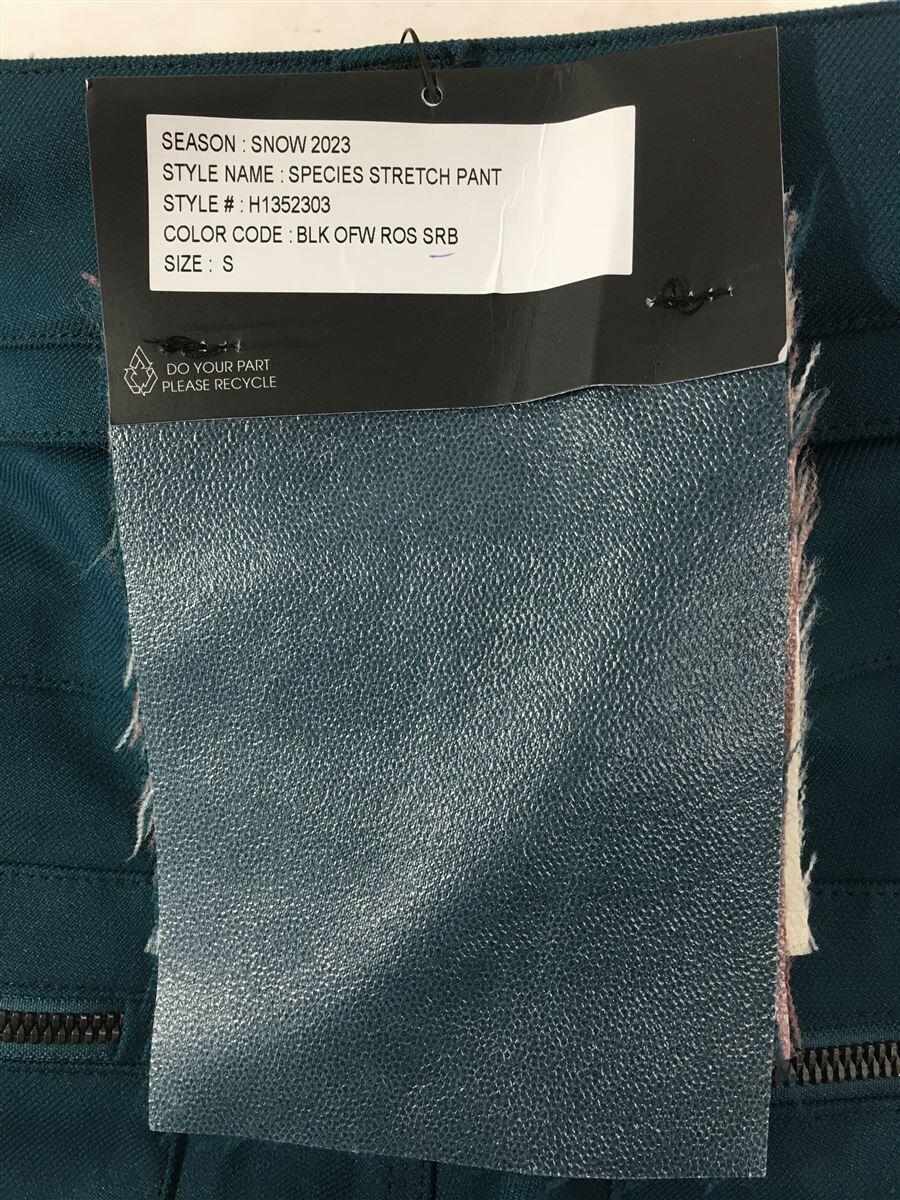 SEASON : SNOW 2023
STYLE NAME : SPECIES STRETCH PANT
STYLE # : H1352303
COLOR CODE : BLK OFW ROS SRB
SIZE : S
DO YOUR PART
PLEASE RECYCLE